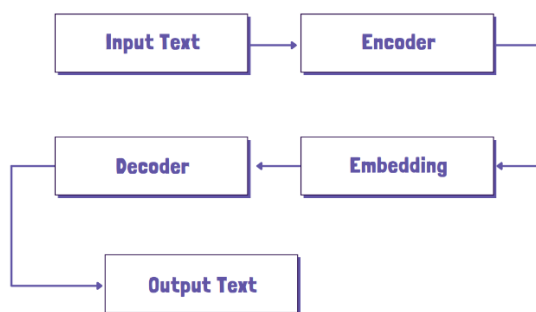 Input Text
Encoder
Decoder
Embedding
Output Text